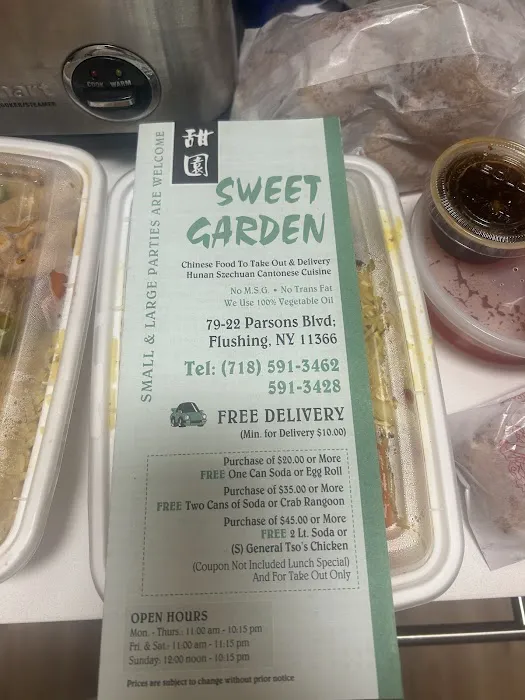 COOK WARM
COOKER/STEAMER
SMALL & LARGE PARTIES ARE WELCOME
甜園
SWEET
GARDEN
Chinese Food To Take Out & Delivery
Hunan Szechuan Cantonese Cuisine
No M.S.G. • No Trans Fat
We Use 100% Vegetable Oil
79-22 Parsons Blvd;
Flushing, NY 11366
Tel: (718) 591-3462
591-3428
FREE DELIVERY
(Min. for Delivery $10.00)
Purchase of $20.00 or More
FREE One Can Soda or Egg Roll
Purchase of $35.00 or More
FREE Two Cans of Soda or Crab Rangoon
Purchase of $45.00 or More
FREE 2 Lt. Soda or
(S) General Tso's Chicken
(Coupon Not Included Lunch Special)
And For Take Out Only
OPEN HOURS
Mon. - Thurs.: 11:00 am - 10:15 pm
Fri. & Sat.: 11:00 am - 11:15 pm
Sunday: 12:00 noon - 10:15 pm
Prices are subject to change without prior notice